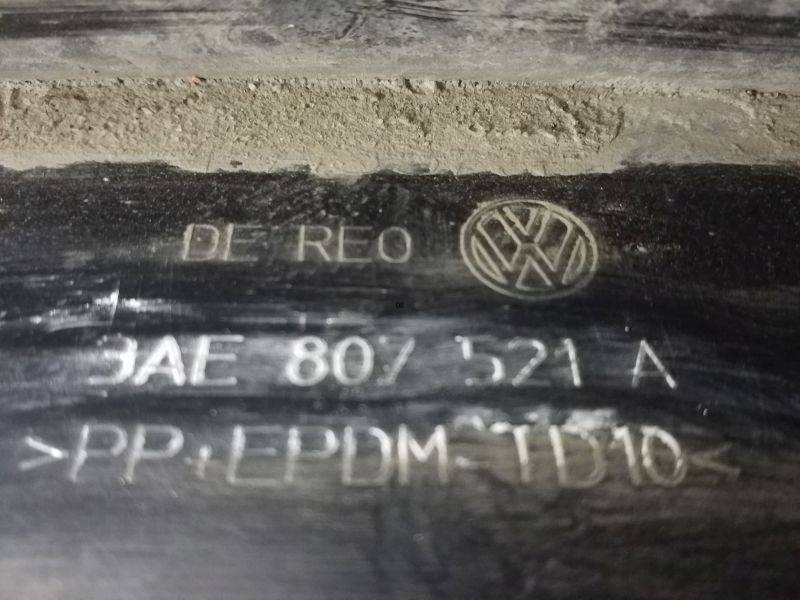 DE REO
3AE 807 521 A
>PP+EPDM-TD10<